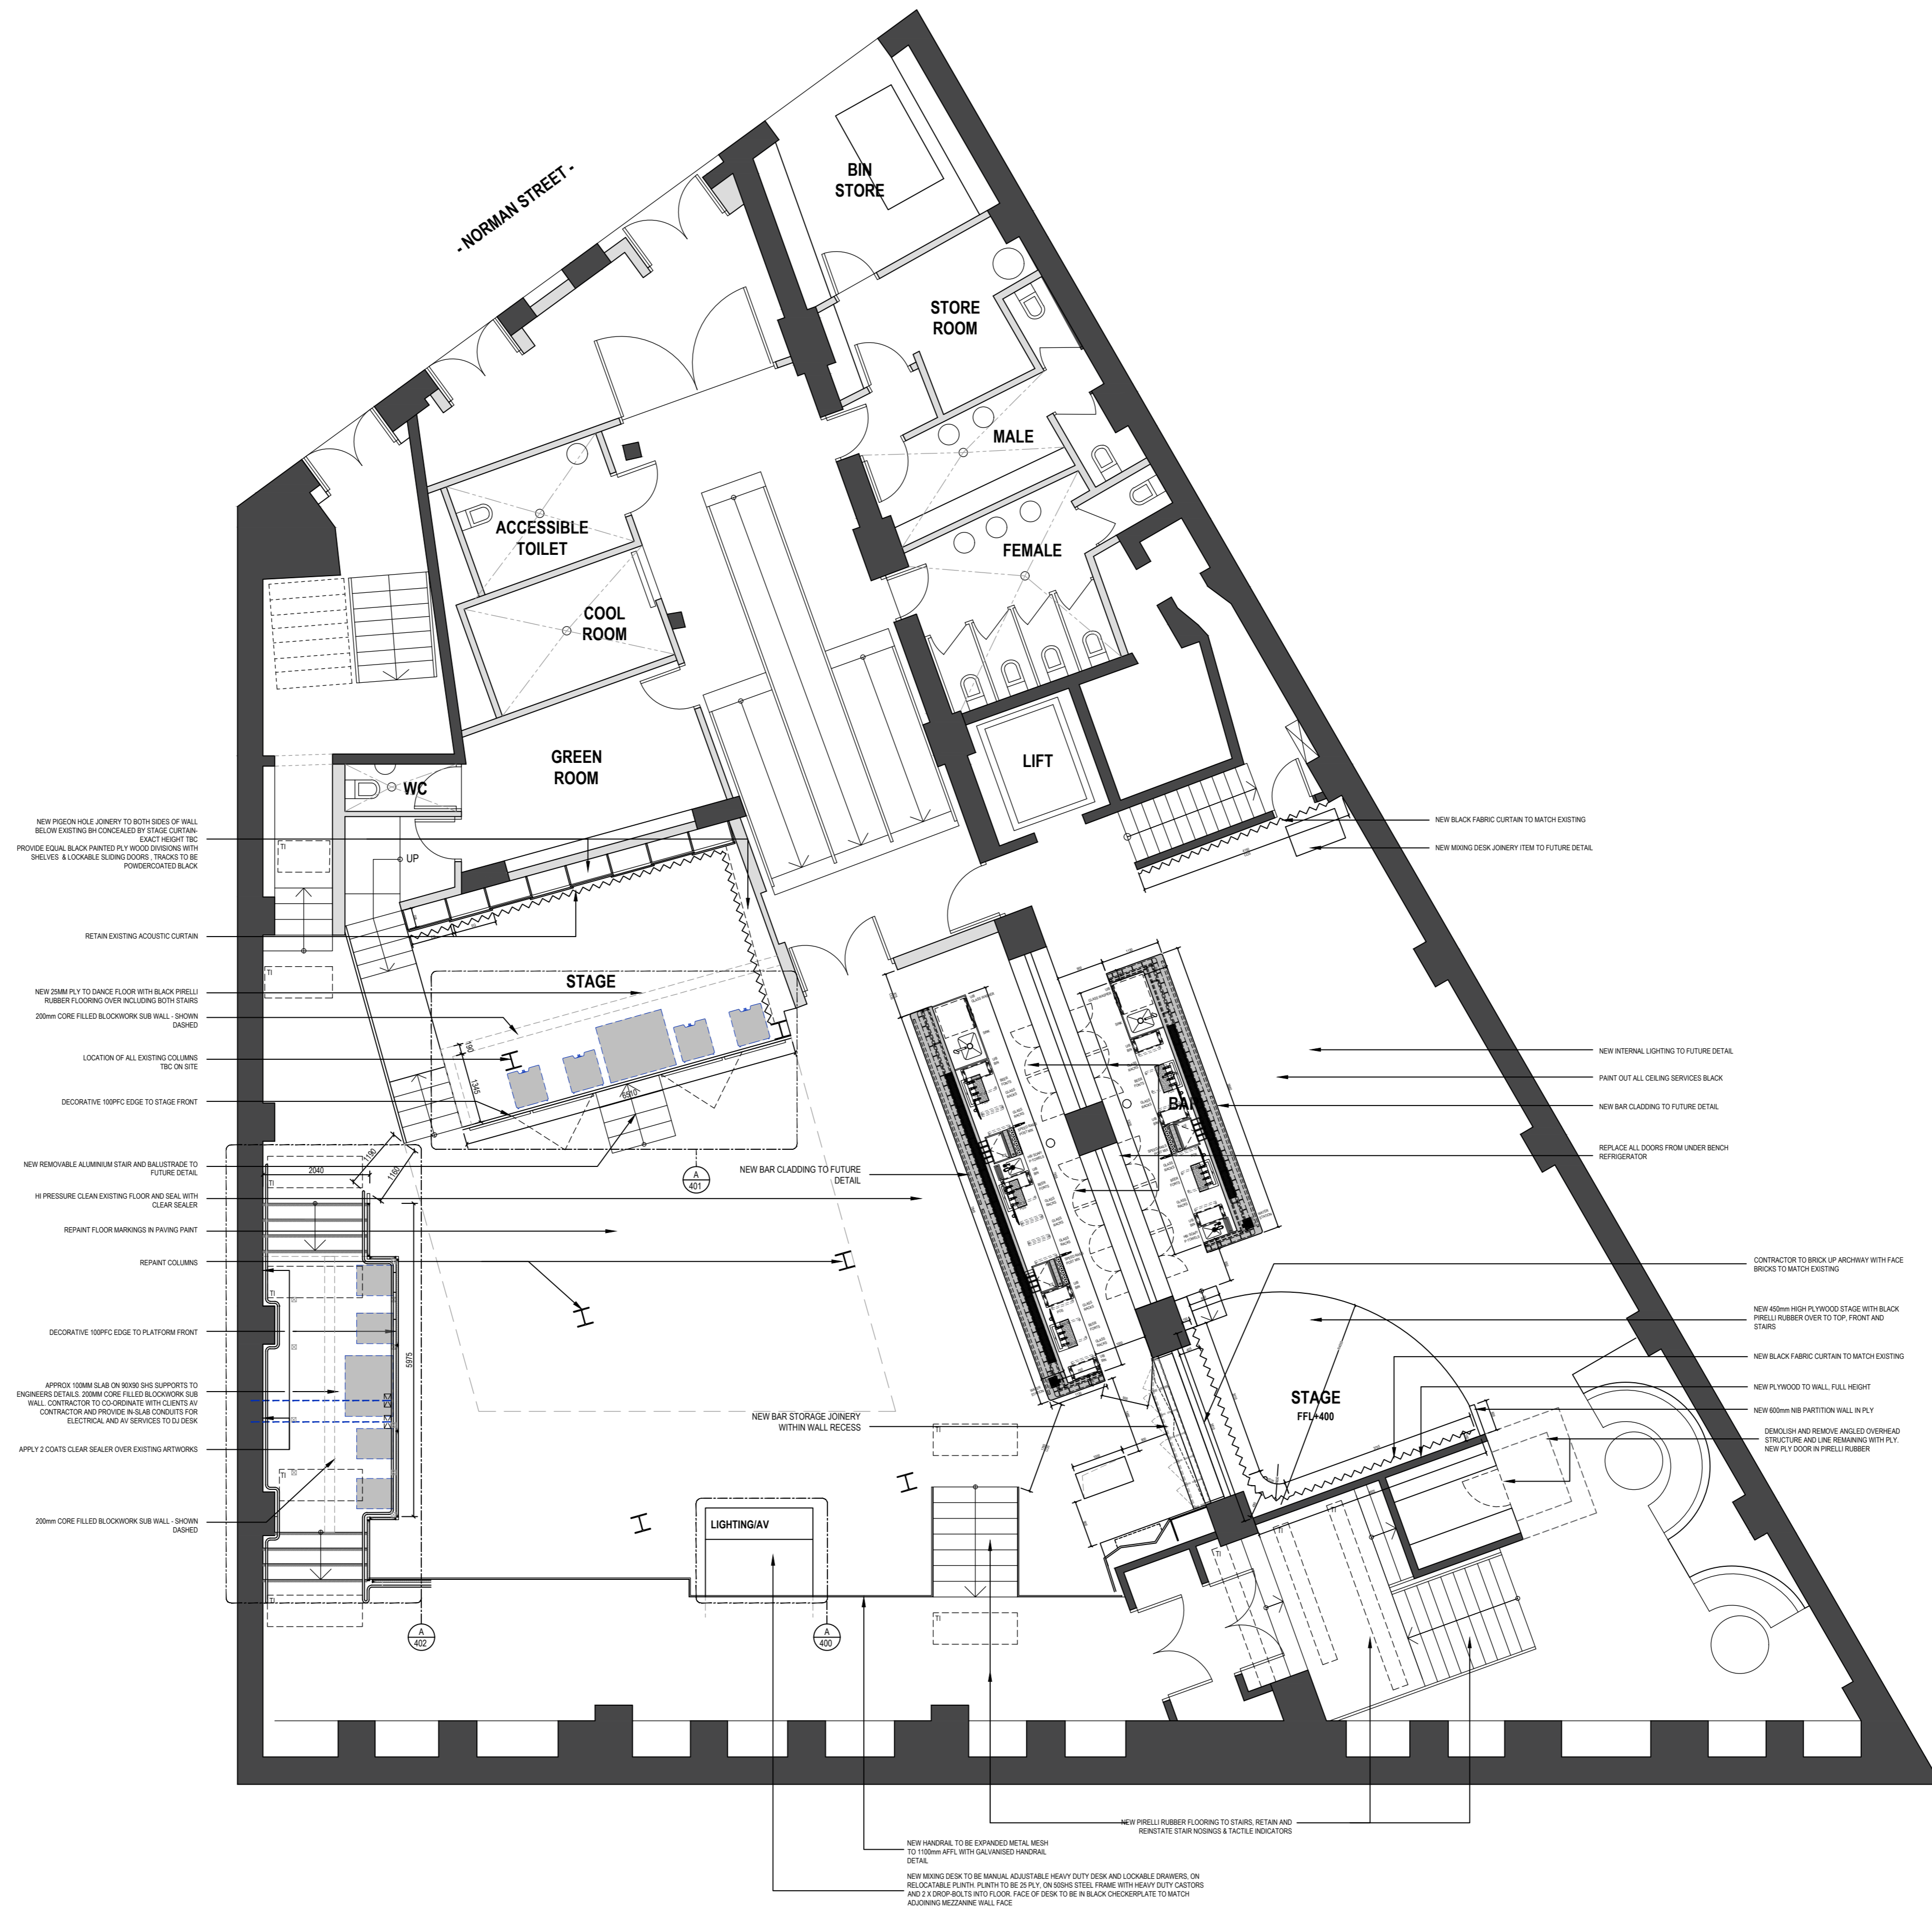 - NORMAN STREET -
BIN
STORE
STORE
ROOM
MALE
ACCESSIBLE
TOILET
FEMALE
COOL
ROOM
GREEN
ROOM
LIFT
WC
UP
TI
NEW PIGEON HOLE JOINERY TO BOTH SIDES OF WALL
BELOW EXISTING BH CONCEALED BY STAGE CURTAIN-
EXACT HEIGHT TBC
PROVIDE EQUAL BLACK PAINTED PLY WOOD DIVISIONS WITH
SHELVES & LOCKABLE SLIDING DOORS , TRACKS TO BE
POWDERCOATED BLACK
RETAIN EXISTING ACOUSTIC CURTAIN
TI
STAGE
NEW 25MM PLY TO DANCE FLOOR WITH BLACK PIRELLI
RUBBER FLOORING OVER INCLUDING BOTH STAIRS
200mm CORE FILLED BLOCKWORK SUB WALL - SHOWN
DASHED
LOCATION OF ALL EXISTING COLUMNS
TBC ON SITE
190
1345
6510
DECORATIVE 100PFC EDGE TO STAGE FRONT
NEW REMOVABLE ALUMINIUM STAIR AND BALUSTRADE TO
FUTURE DETAIL
HI PRESSURE CLEAN EXISTING FLOOR AND SEAL WITH
CLEAR SEALER
REPAINT FLOOR MARKINGS IN PAVING PAINT
REPAINT COLUMNS
DECORATIVE 100PFC EDGE TO PLATFORM FRONT
APPROX 100MM SLAB ON 90X90 SHS SUPPORTS TO
ENGINEERS DETAILS. 200MM CORE FILLED BLOCKWORK SUB
WALL. CONTRACTOR TO CO-ORDINATE WITH CLIENTS AV
CONTRACTOR AND PROVIDE IN-SLAB CONDUITS FOR
ELECTRICAL AND AV SERVICES TO DJ DESK
APPLY 2 COATS CLEAR SEALER OVER EXISTING ARTWORKS
200mm CORE FILLED BLOCKWORK SUB WALL - SHOWN
DASHED
2040
1190
1160
5975
TI
TI
TI
TI
A
401
A
402
A
400
LIGHTING/AV
NEW BAR CLADDING TO FUTURE
DETAIL
NEW BAR STORAGE JOINERY
WITHIN WALL RECESS
TI
TI
BAR
NEW BLACK FABRIC CURTAIN TO MATCH EXISTING
NEW MIXING DESK JOINERY ITEM TO FUTURE DETAIL
NEW INTERNAL LIGHTING TO FUTURE DETAIL
PAINT OUT ALL CEILING SERVICES BLACK
NEW BAR CLADDING TO FUTURE DETAIL
REPLACE ALL DOORS FROM UNDER BENCH
REFRIGERATOR
CONTRACTOR TO BRICK UP ARCHWAY WITH FACE
BRICKS TO MATCH EXISTING
NEW 450mm HIGH PLYWOOD STAGE WITH BLACK
PIRELLI RUBBER OVER TO TOP, FRONT AND
STAIRS
NEW BLACK FABRIC CURTAIN TO MATCH EXISTING
NEW PLYWOOD TO WALL, FULL HEIGHT
NEW 600mm NIB PARTITION WALL IN PLY
DEMOLISH AND REMOVE ANGLED OVERHEAD
STRUCTURE AND LINE REMAINING WITH PLY.
NEW PLY DOOR IN PIRELLI RUBBER
STAGE
FFL+400
TI
TI
TI
NEW PIRELLI RUBBER FLOORING TO STAIRS, RETAIN AND
REINSTATE STAIR NOSINGS & TACTILE INDICATORS
NEW HANDRAIL TO BE EXPANDED METAL MESH
TO 1100mm AFFL WITH GALVANISED HANDRAIL
DETAIL
NEW MIXING DESK TO BE MANUAL ADJUSTABLE HEAVY DUTY DESK AND LOCKABLE DRAWERS, ON
RELOCATABLE PLINTH. PLINTH TO BE 25 PLY, ON 50SHS STEEL FRAME WITH HEAVY DUTY CASTORS
AND 2 X DROP-BOLTS INTO FLOOR. FACE OF DESK TO BE IN BLACK CHECKERPLATE TO MATCH
ADJOINING MEZZANINE WALL FACE